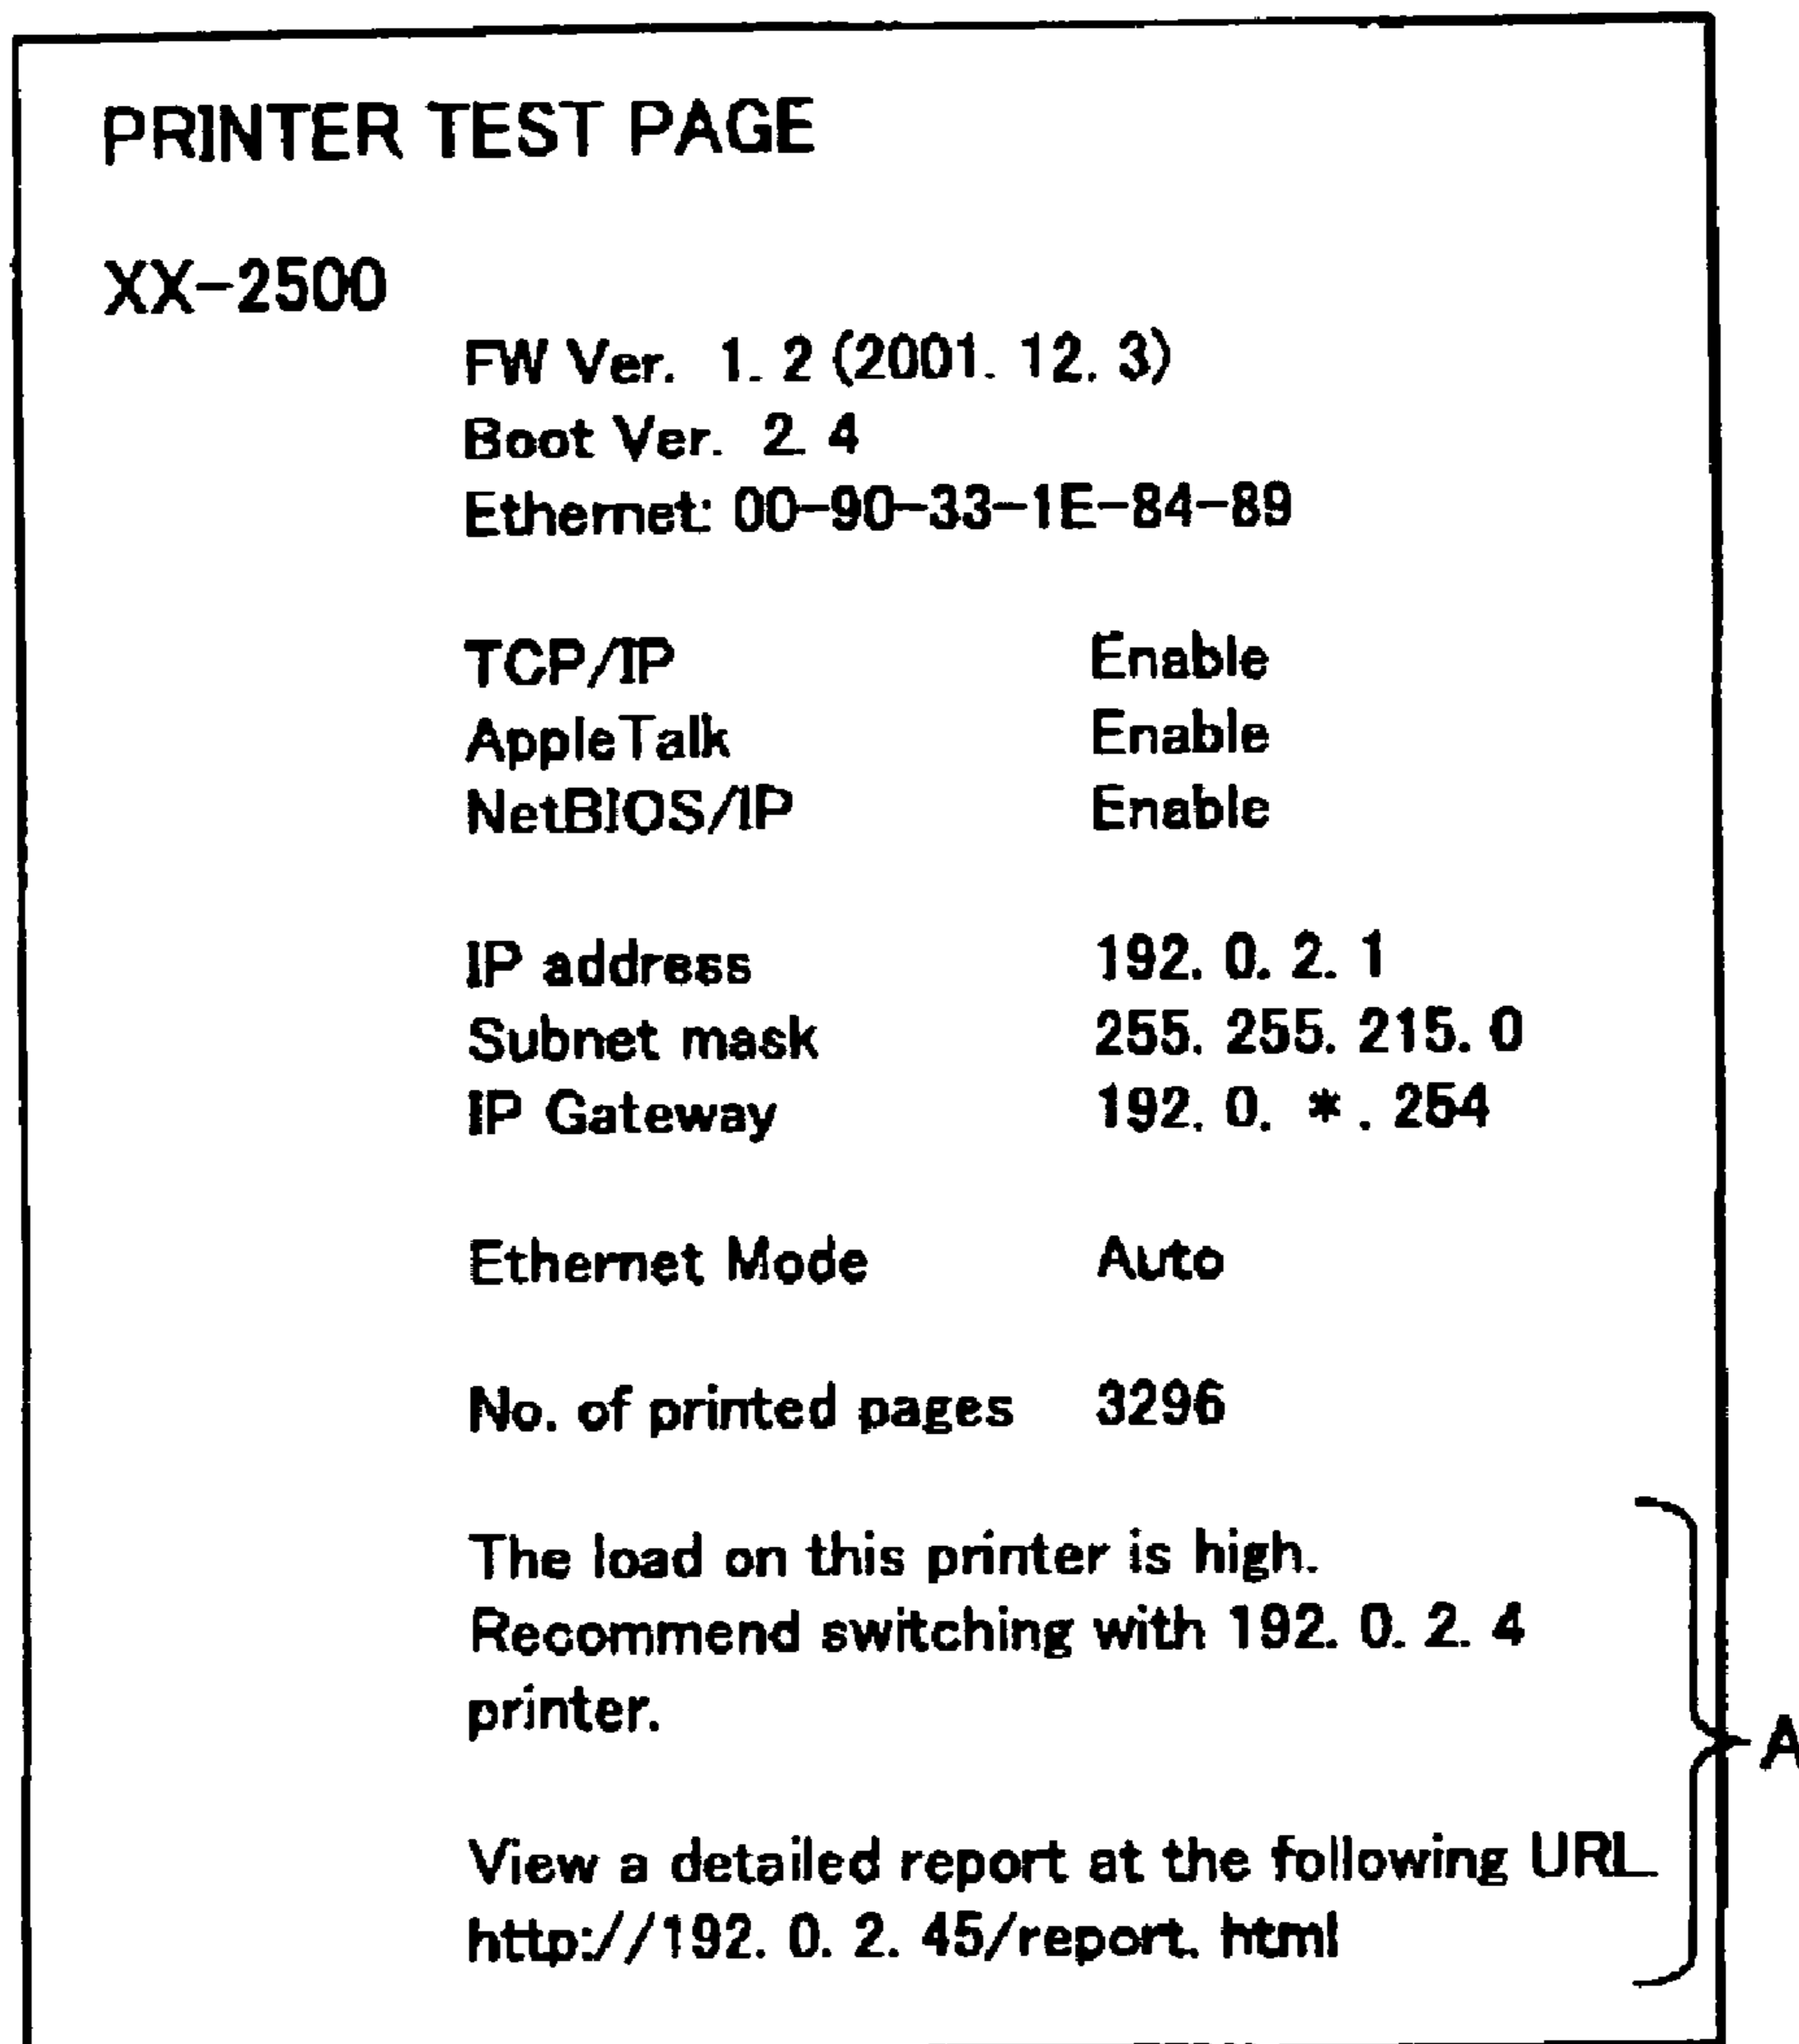 PRINTER TEST PAGE
XX-2500
FW Ver. 1. 2 (2001. 12. 3)
Boot Ver. 2. 4
Ethernet: 00-90-33-1E-84-89
TCP/IP Enable
AppleTalk Enable
NetBIOS/IP Enable
IP address 192. 0. 2. 1
Subnet mask 255. 255. 215. 0
IP Gateway 192. 0. *. 254
Ethernet Mode Auto
No. of printed pages 3296
The load on this printer is high.
Recommend switching with 192. 0. 2. 4
printer.
A
View a detailed report at the following URL
http://192. 0. 2. 45/report. html